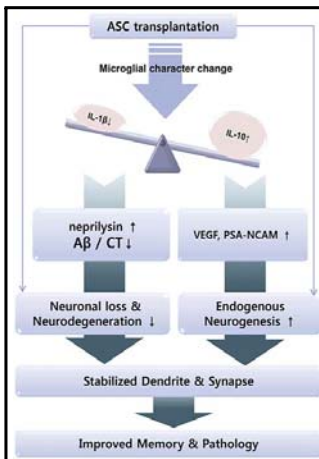 ASC transplantation
Microglial character change
IL-1β↓
IL-10↑
neprilysin ↑
Aβ / CT ↓
VEGF, PSA-NCAM ↑
Neuronal loss &
Neurodegeneration ↓
Endogenous
Neurogenesis ↑
Stabilized Dendrite & Synapse
Improved Memory & Pathology